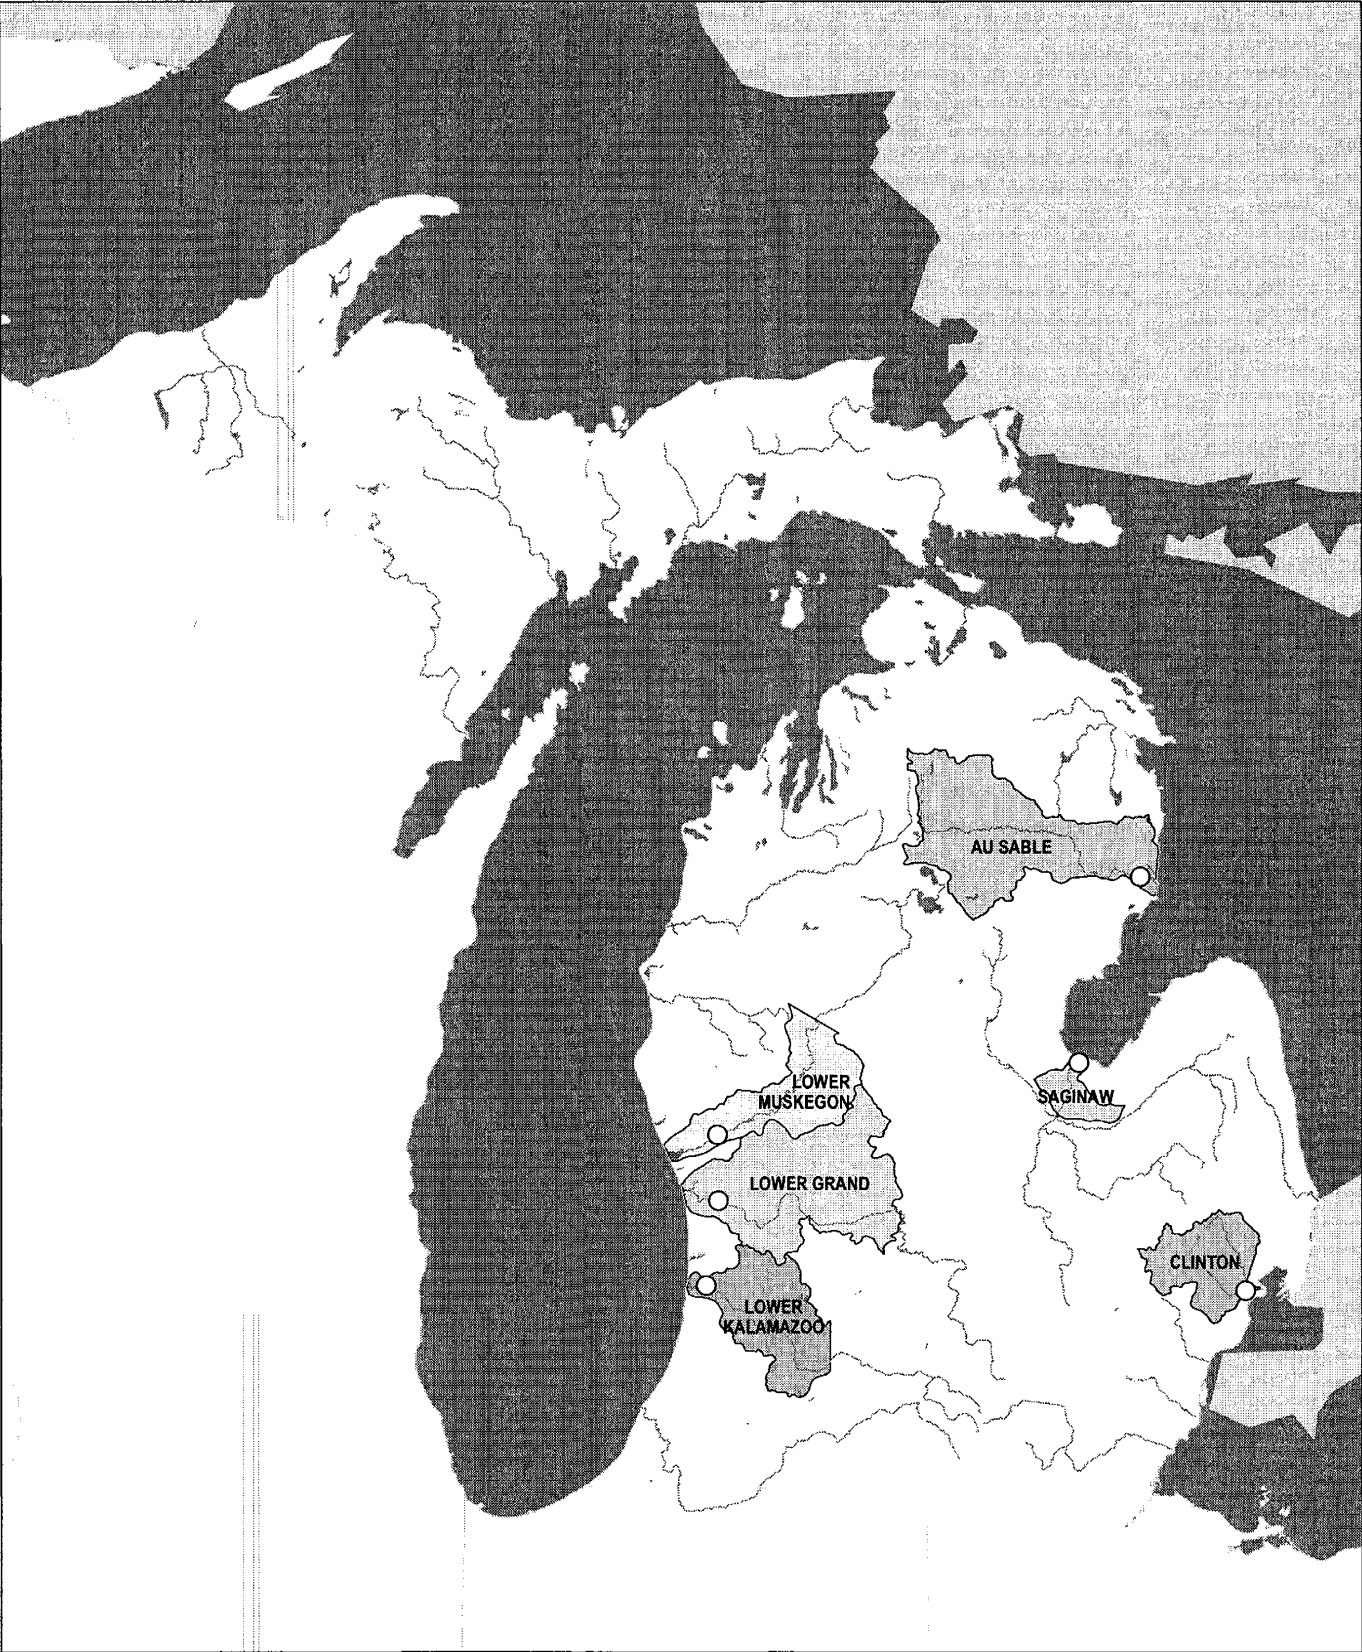 AU SABLE
LOWER
MUSKEGON
SAGINAW
LOWER GRAND
CLINTON
LOWER
KALAMAZOO